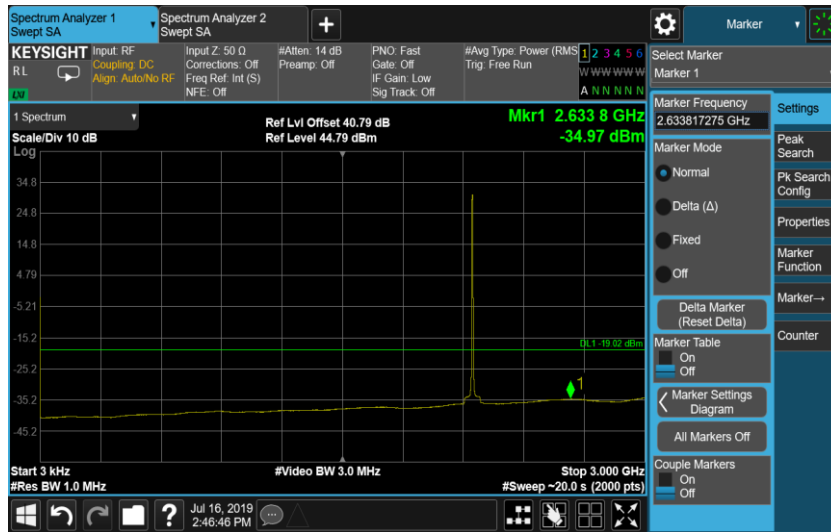 Spectrum Analyzer 1
Swept SA
Spectrum Analyzer 2
Swept SA
+
Marker
KEYSIGHT
RL
LXI
Input: RF
Coupling: DC
Align: Auto/No RF
Input Z: 50 Ω
Corrections: Off
Freq Ref: Int (S)
NFE: Off
#Atten: 14 dB
Preamp: Off
PNO: Fast
Gate: Off
IF Gain: Low
Sig Track: Off
#Avg Type: Power (RMS
Trig: Free Run
1 2 3 4 5 6
W W W W W W
A N N N N N
Select Marker
Marker 1
1 Spectrum
Scale/Div 10 dB
Log
Ref Lvl Offset 40.79 dB
Ref Level 44.79 dBm
Mkr1 2.633 8 GHz
-34.97 dBm
34.8
24.8
14.8
4.79
-5.21
-15.2
-25.2
-35.2
-45.2
DL1 -19.02 dBm
1
Start 3 kHz
#Res BW 1.0 MHz
#Video BW 3.0 MHz
Stop 3.000 GHz
#Sweep ~20.0 s (2000 pts)
Marker Frequency
2.633817275 GHz
Marker Mode
Normal
Delta (Δ)
Fixed
Off
Delta Marker
(Reset Delta)
Marker Table
On
Off
Marker Settings
Diagram
All Markers Off
Couple Markers
On
Off
Settings
Peak
Search
Pk Search
Config
Properties
Marker
Function
Marker→
Counter
?
Jul 16, 2019
2:46:46 PM